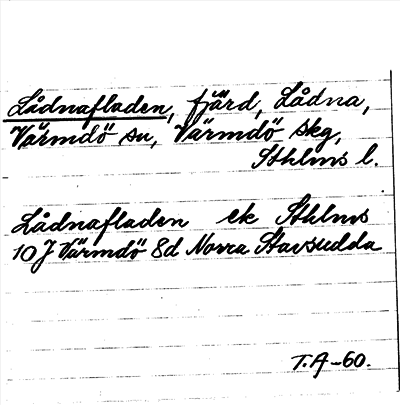 Lådnafladen, fjärd, Lådna,
Värmdö sn, Värmdö skg,
Sthlms l.
Lådnafladen ek Sthlms
10 J Värmdö 8d Norra Stavsudda
T.A-60.